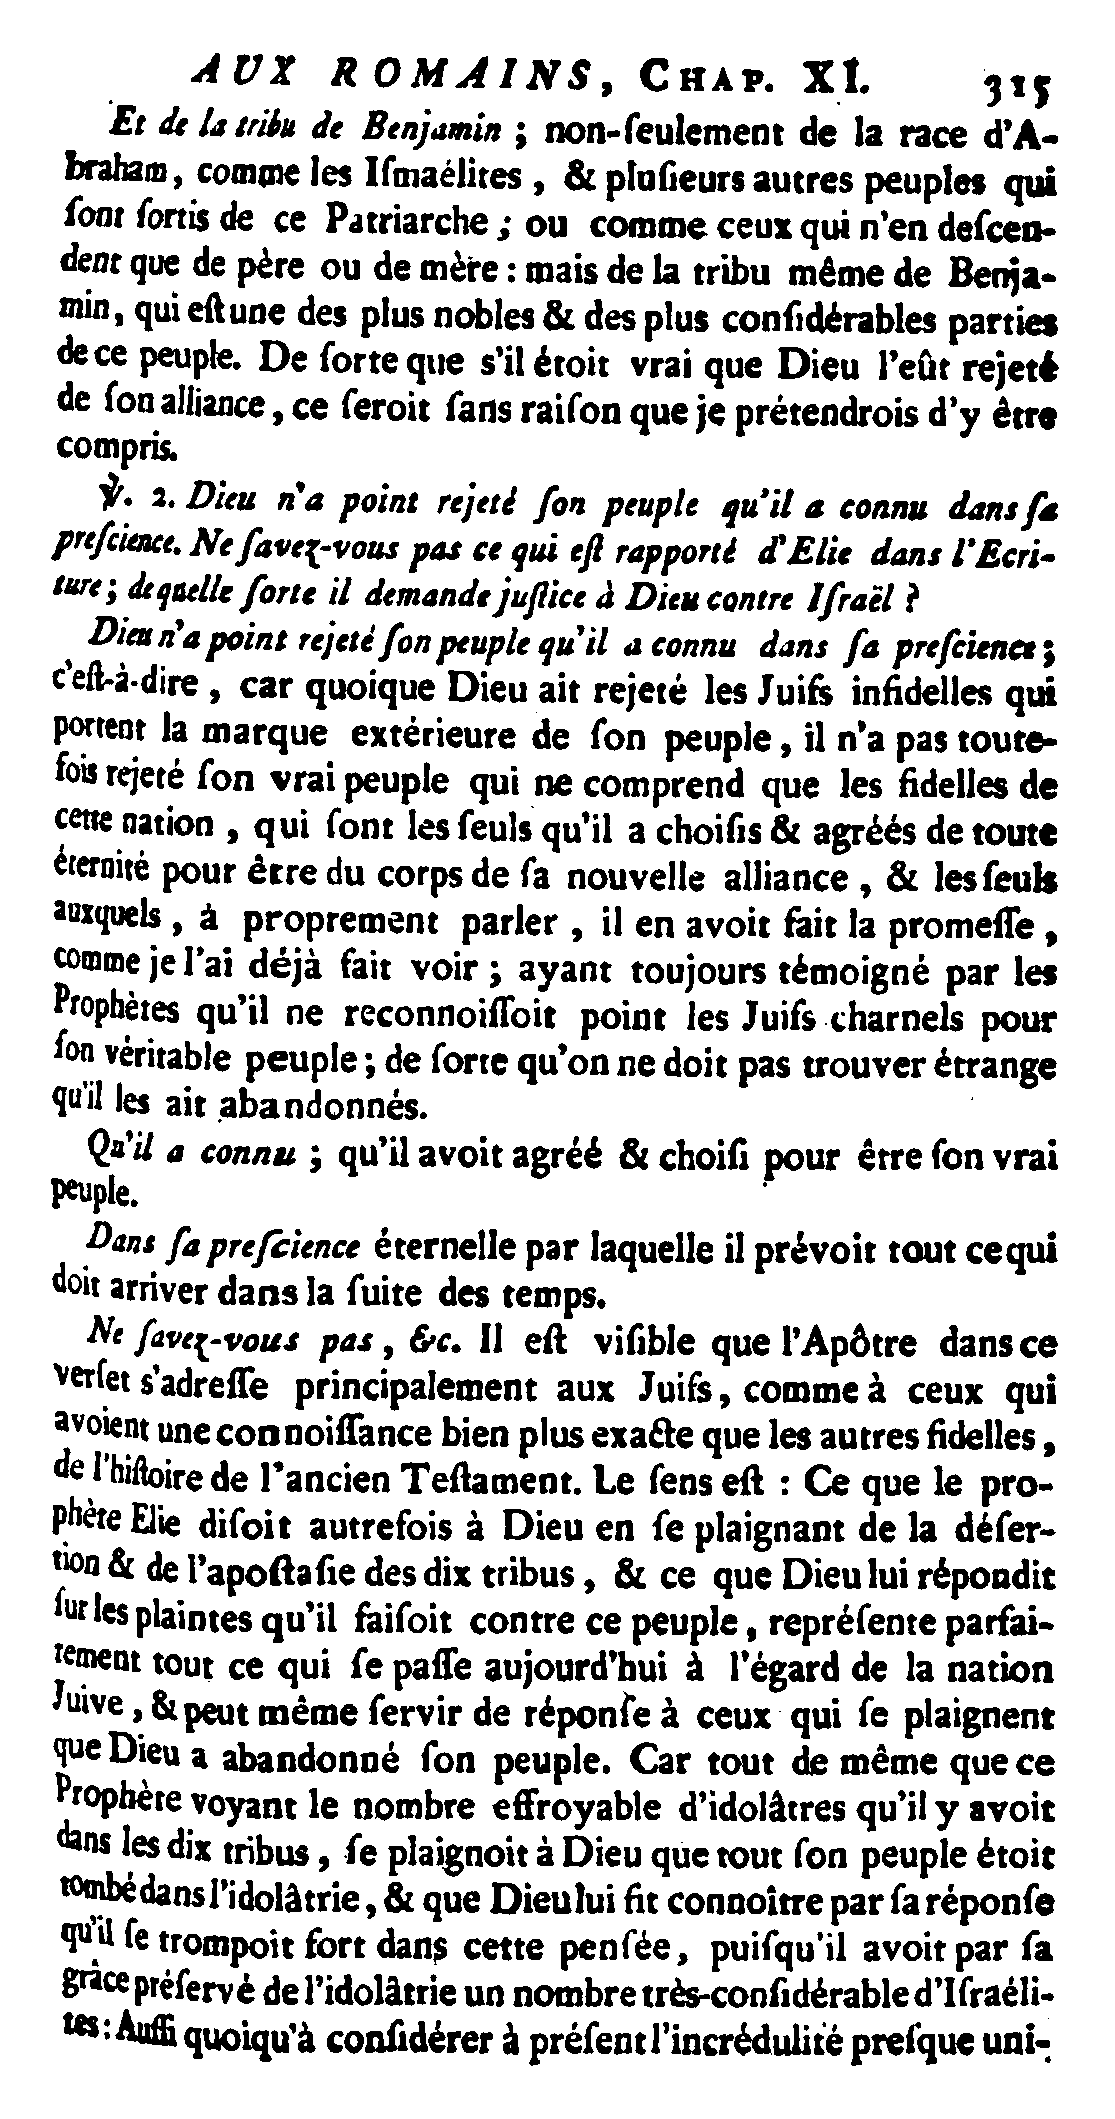 AUX ROMAINS, CHAP. XI. 315
Et de la tribu de Benjamin ; non-ſeulement de la race d'A-
braham, comme les Iſmaélites, & pluſieurs autres peuples qui
ſont ſortis de ce Patriarche ; ou comme ceux qui n'en deſcen-
dent que de père ou de mère : mais de la tribu même de Benja-
min, qui eſt une des plus nobles & des plus conſidérables parties
de ce peuple. De ſorte que s'il étoit vrai que Dieu l'eût rejeté
de ſon alliance, ce ſeroit ſans raiſon que je prétendrois d'y être
compris.
℣. 2. Dieu n'a point rejeté ſon peuple qu'il a connu dans ſa
preſcience. Ne ſavez-vous pas ce qui eſt rapporté d'Elie dans l'Ecri-
ture ; de quelle ſorte il demande juſtice à Dieu contre Iſraël ?
Dieu n'a point rejeté ſon peuple qu'il a connu dans ſa preſcience ;
c'eſt-à-dire, car quoique Dieu ait rejeté les Juifs infidelles qui
portent la marque extérieure de ſon peuple, il n'a pas toute-
fois rejeté ſon vrai peuple qui ne comprend que les fidelles de
cette nation, qui ſont les ſeuls qu'il a choiſis & agréés de toute
éternité pour être du corps de ſa nouvelle alliance, & les ſeuls
auxquels, à proprement parler, il en avoit fait la promeſſe,
comme je l'ai déjà fait voir ; ayant toujours témoigné par les
Prophètes qu'il ne reconnoiſſoit point les Juifs charnels pour
ſon véritable peuple ; de ſorte qu'on ne doit pas trouver étrange
qu'il les ait abandonnés.
Qu'il a connu ; qu'il avoit agréé & choiſi pour être ſon vrai
peuple.
Dans ſa preſcience éternelle par laquelle il prévoit tout ce qui
doit arriver dans la ſuite des temps.
Ne ſavez-vous pas, &c. Il eſt viſible que l'Apôtre dans ce
verſet s'adreſſe principalement aux Juifs, comme à ceux qui
avoient une connoiſſance bien plus exacte que les autres fidelles,
de l'hiſtoire de l'ancien Teſtament. Le ſens eſt : Ce que le pro-
phète Elie diſoit autrefois à Dieu en ſe plaignant de la déſer-
tion & de l'apoſtaſie des dix tribus, & ce que Dieu lui répondit
ſur les plaintes qu'il faiſoit contre ce peuple, repréſente parfai-
tement tout ce qui ſe paſſe aujourd'hui à l'égard de la nation
Juive, & peut même ſervir de réponſe à ceux qui ſe plaignent
que Dieu a abandonné ſon peuple. Car tout de même que ce
Prophète voyant le nombre effroyable d'idolâtres qu'il y avoit
dans les dix tribus, ſe plaignoit à Dieu que tout ſon peuple étoit
tombé dans l'idolâtrie, & que Dieu lui fit connoître par ſa réponſe
qu'il ſe trompoit fort dans cette penſée, puiſqu'il avoit par ſa
grâce préſervé de l'idolâtrie un nombre très-conſidérable d'Iſraéli-
tes : Auſſi quoiqu'à conſidérer à préſent l'incrédulité preſque uni-